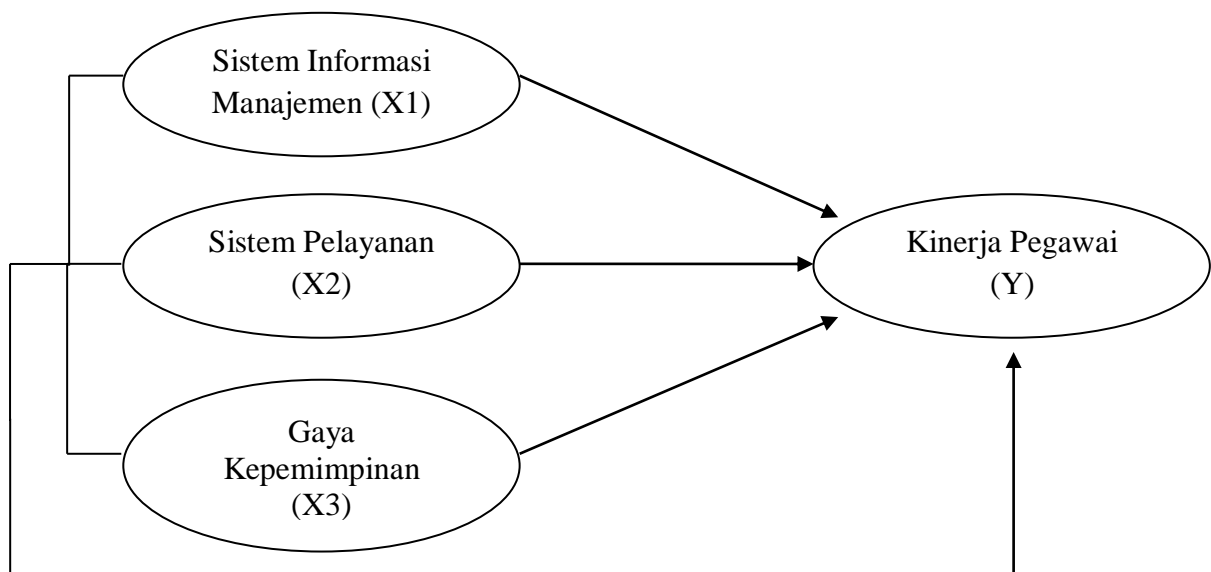 Sistem Informasi
Manajemen (X1)
Sistem Pelayanan
(X2)
Kinerja Pegawai
(Y)
Gaya
Kepemimpinan
(X3)